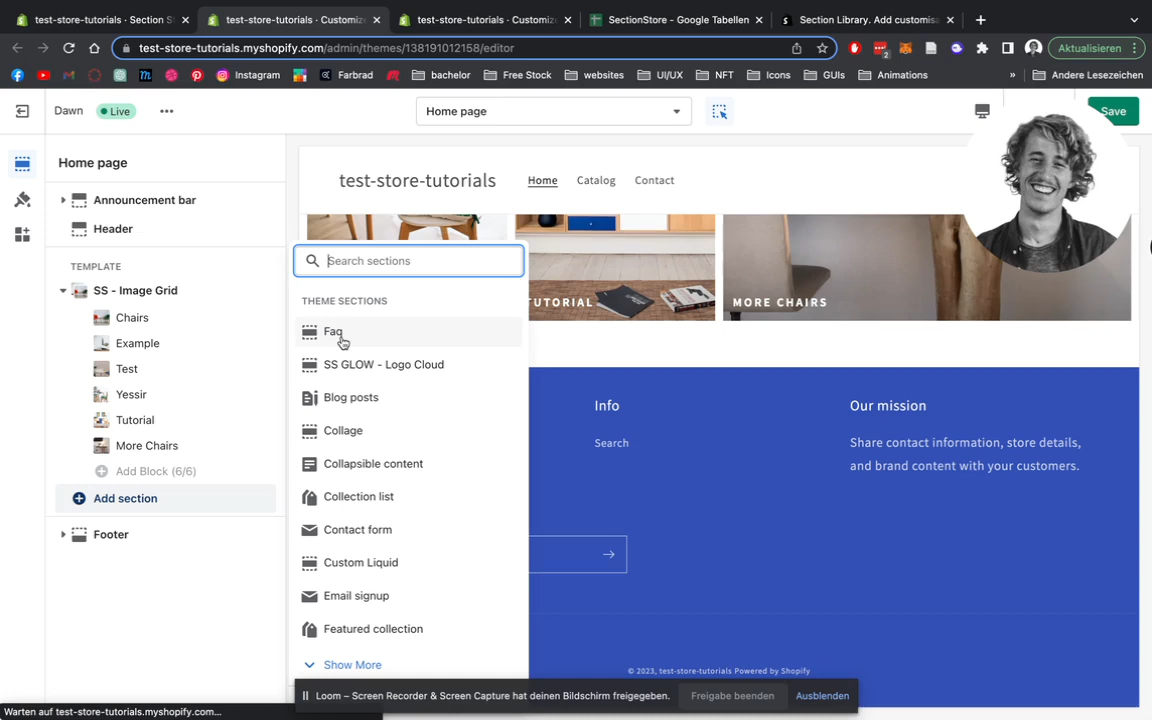 test-store-tutorials · Section S
test-store-tutorials · Customize
test-store-tutorials · Customize
SectionStore - Google Tabellen
Section Library. Add customisa
test-store-tutorials.myshopify.com/admin/themes/138191012158/editor
2
Aktualisieren
Instagram
Farbrad
bachelor
Free Stock
websites
UI/UX
NFT
Icons
GUIs
Animations
»
Andere Lesezeichen
Dawn
Live
Home page
Save
Home page
Announcement bar
Header
TEMPLATE
SS - Image Grid
Chairs
Example
Test
Yessir
Tutorial
More Chairs
Add Block (6/6)
Add section
Footer
Search sections
THEME SECTIONS
Faq
SS GLOW - Logo Cloud
Blog posts
Collage
Collapsible content
Collection list
Contact form
Custom Liquid
Email signup
Featured collection
Show More
test-store-tutorials
Home
Catalog
Contact
TUTORIAL
MORE CHAIRS
Info
Search
Our mission
Share contact information, store details,
and brand content with your customers.
© 2023, test-store-tutorials Powered by Shopify
Loom – Screen Recorder & Screen Capture hat deinen Bildschirm freigegeben.
Freigabe beenden
Ausblenden
Warten auf test-store-tutorials.myshopify.com...